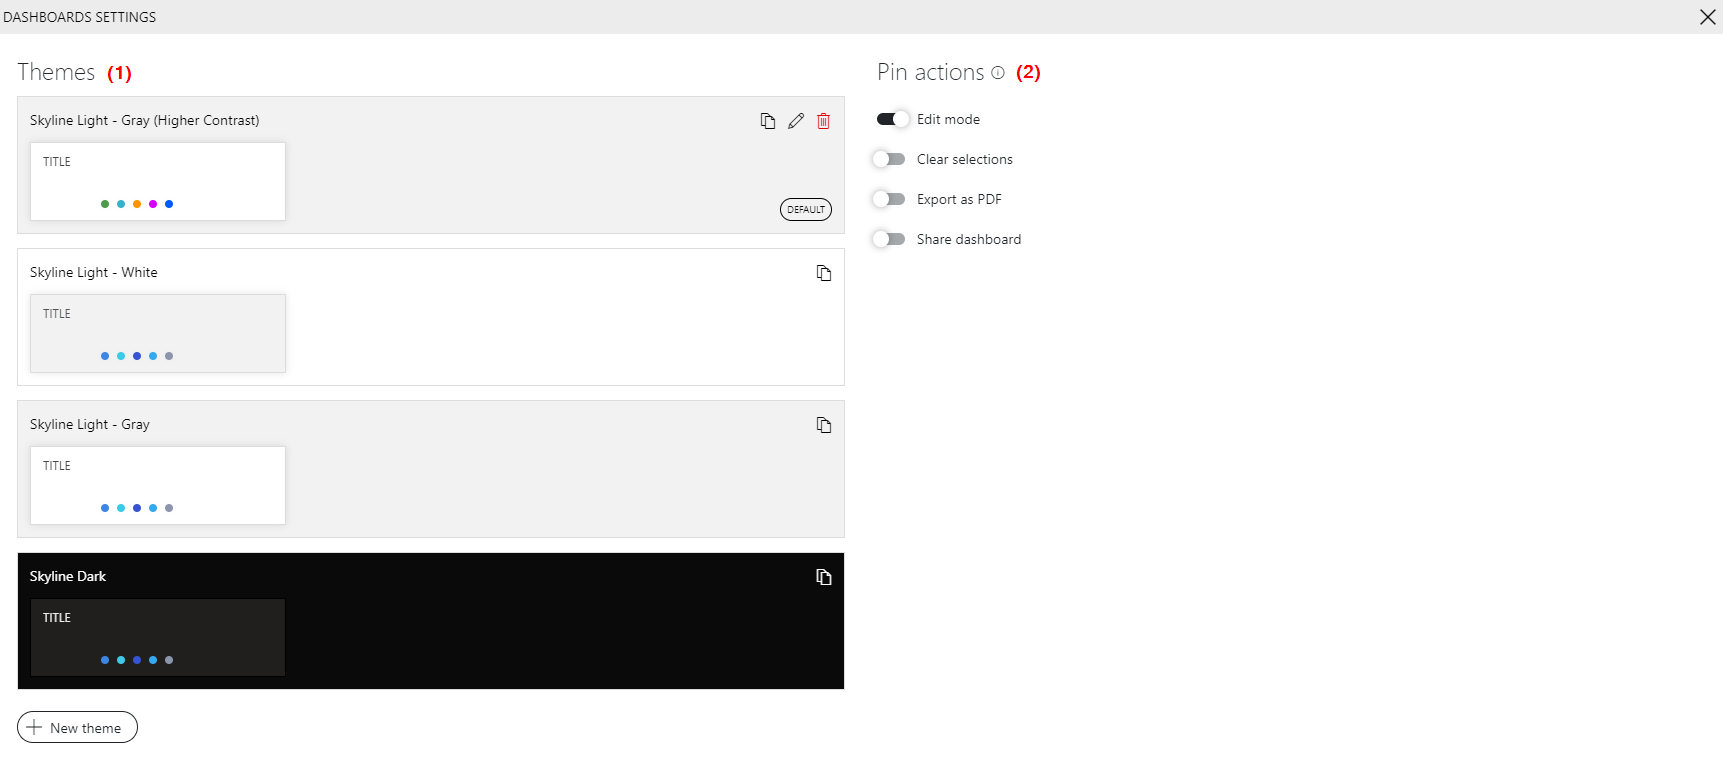 DASHBOARDS SETTINGS
Themes (1)
Skyline Light - Gray (Higher Contrast)
TITLE
DEFAULT
Skyline Light - White
TITLE
Skyline Light - Gray
TITLE
Skyline Dark
TITLE
New theme
Pin actions (2)
Edit mode
Clear selections
Export as PDF
Share dashboard